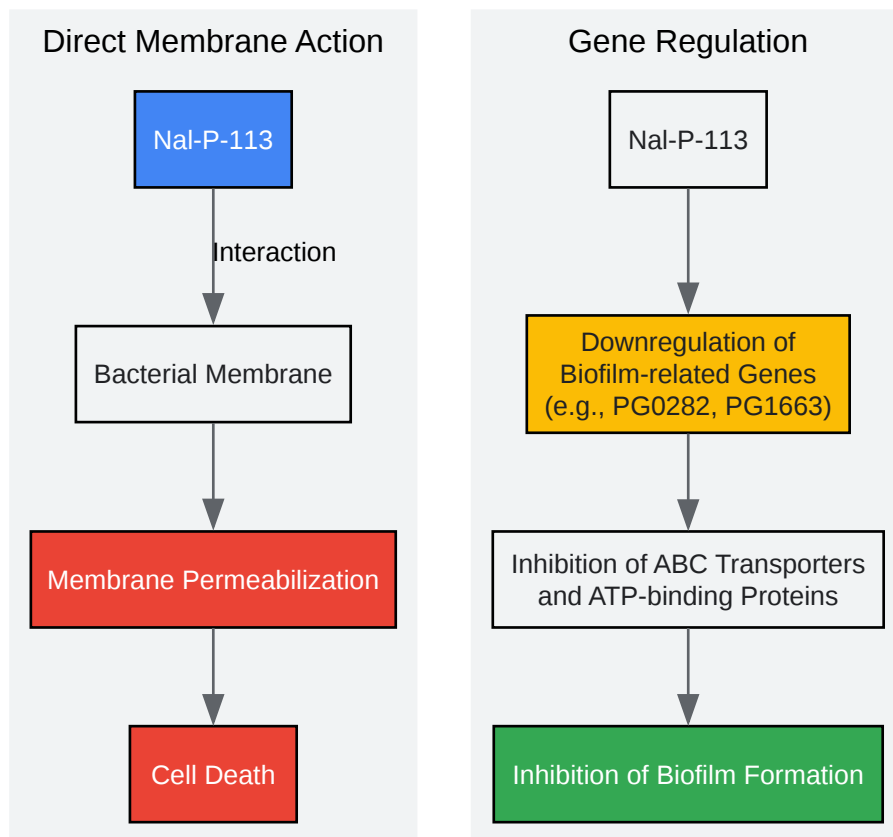 Direct Membrane Action
Nal-P-113
Interaction
Bacterial Membrane
Membrane Permeabilization
Cell Death
Gene Regulation
Nal-P-113
Downregulation of
Biofilm-related Genes
(e.g., PG0282, PG1663)
Inhibition of ABC Transporters
and ATP-binding Proteins
Inhibition of Biofilm Formation